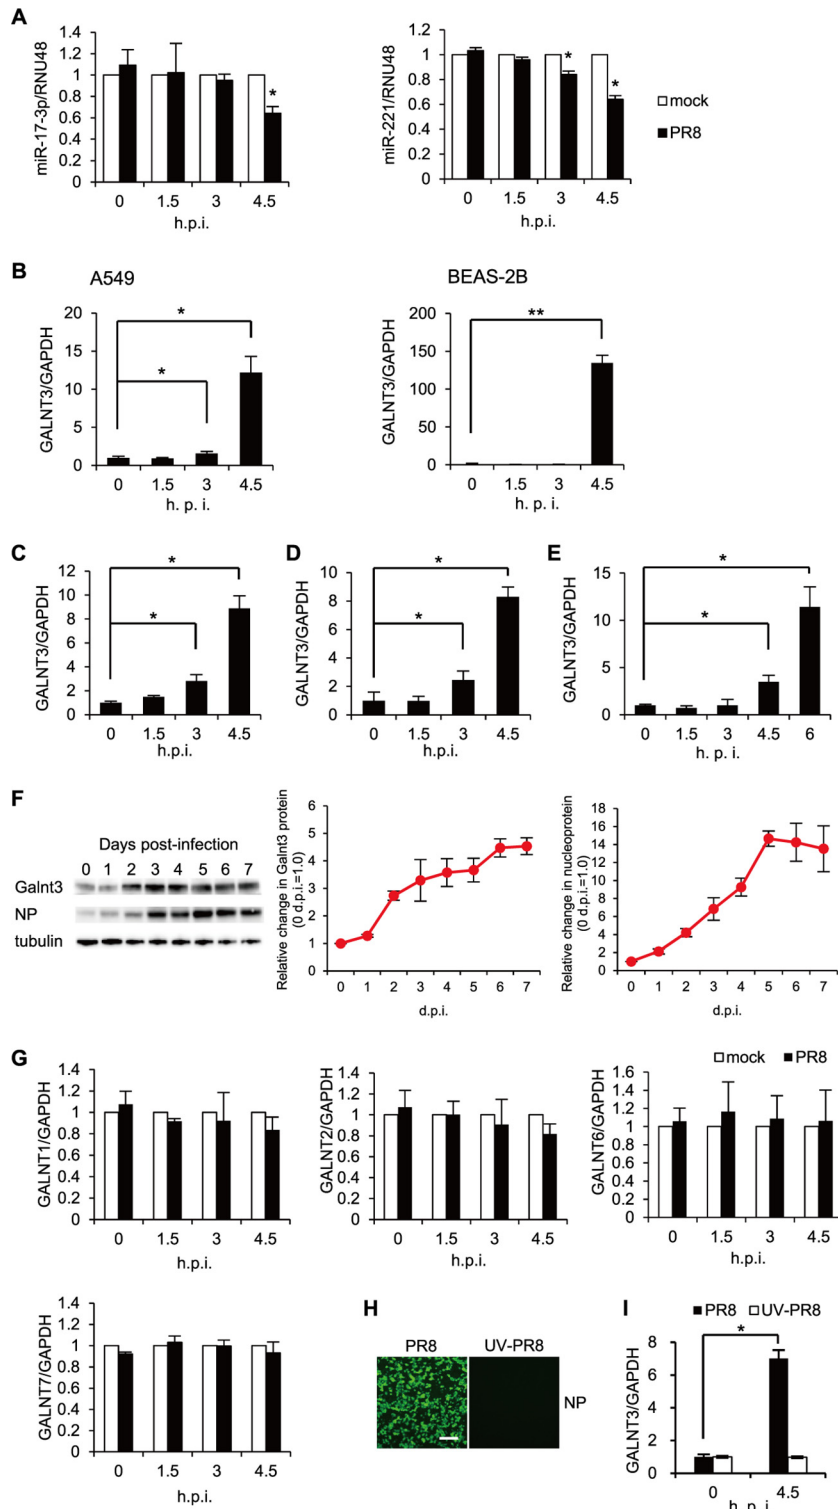 A
miR-17-3p/RNU48
1.4
1.2
1
0.8
0.6
0.4
0.2
0
*
0 1.5 3 4.5
h.p.i.
miR-221/RNU48
1.2
1
0.8
0.6
0.4
0.2
0
*
*
0 1.5 3 4.5
h.p.i.
mock
PR8
B
A549
GALNT3/GAPDH
20
15
10
5
0
*
*
0 1.5 3 4.5
h. p. i.
BEAS-2B
GALNT3/GAPDH
200
150
100
50
0
**
0 1.5 3 4.5
h. p. i.
C
GALNT3/GAPDH
12
10
8
6
4
2
0
*
*
0 1.5 3 4.5
h.p.i.
D
GALNT3/GAPDH
10
8
6
4
2
0
*
*
0 1.5 3 4.5
h.p.i.
E
GALNT3/GAPDH
15
10
5
0
*
*
0 1.5 3 4.5 6
h. p. i.
F
Days post-infection
0 1 2 3 4 5 6 7
Galnt3
NP
tubulin
Relative change in Galnt3 protein
(0 d.p.i.=1.0)
6
5
4
3
2
1
0
0 1 2 3 4 5 6 7
d.p.i.
Relative change in nucleoprotein
(0 d.p.i.=1.0)
18
16
14
12
10
8
6
4
2
0
0 1 2 3 4 5 6 7
d.p.i.
G
GALNT1/GAPDH
1.4
1.2
1
0.8
0.6
0.4
0.2
0
0 1.5 3 4.5
h.p.i.
GALNT2/GAPDH
1.4
1.2
1
0.8
0.6
0.4
0.2
0
0 1.5 3 4.5
h.p.i.
mock PR8
GALNT6/GAPDH
1.6
1.4
1.2
1
0.8
0.6
0.4
0.2
0
0 1.5 3 4.5
h.p.i.
GALNT7/GAPDH
1.4
1.2
1
0.8
0.6
0.4
0.2
0
0 1.5 3 4.5
h.p.i.
H
PR8 UV-PR8
NP
I
PR8 UV-PR8
GALNT3/GAPDH
8
6
4
2
0
*
0 4.5
h. p. i.